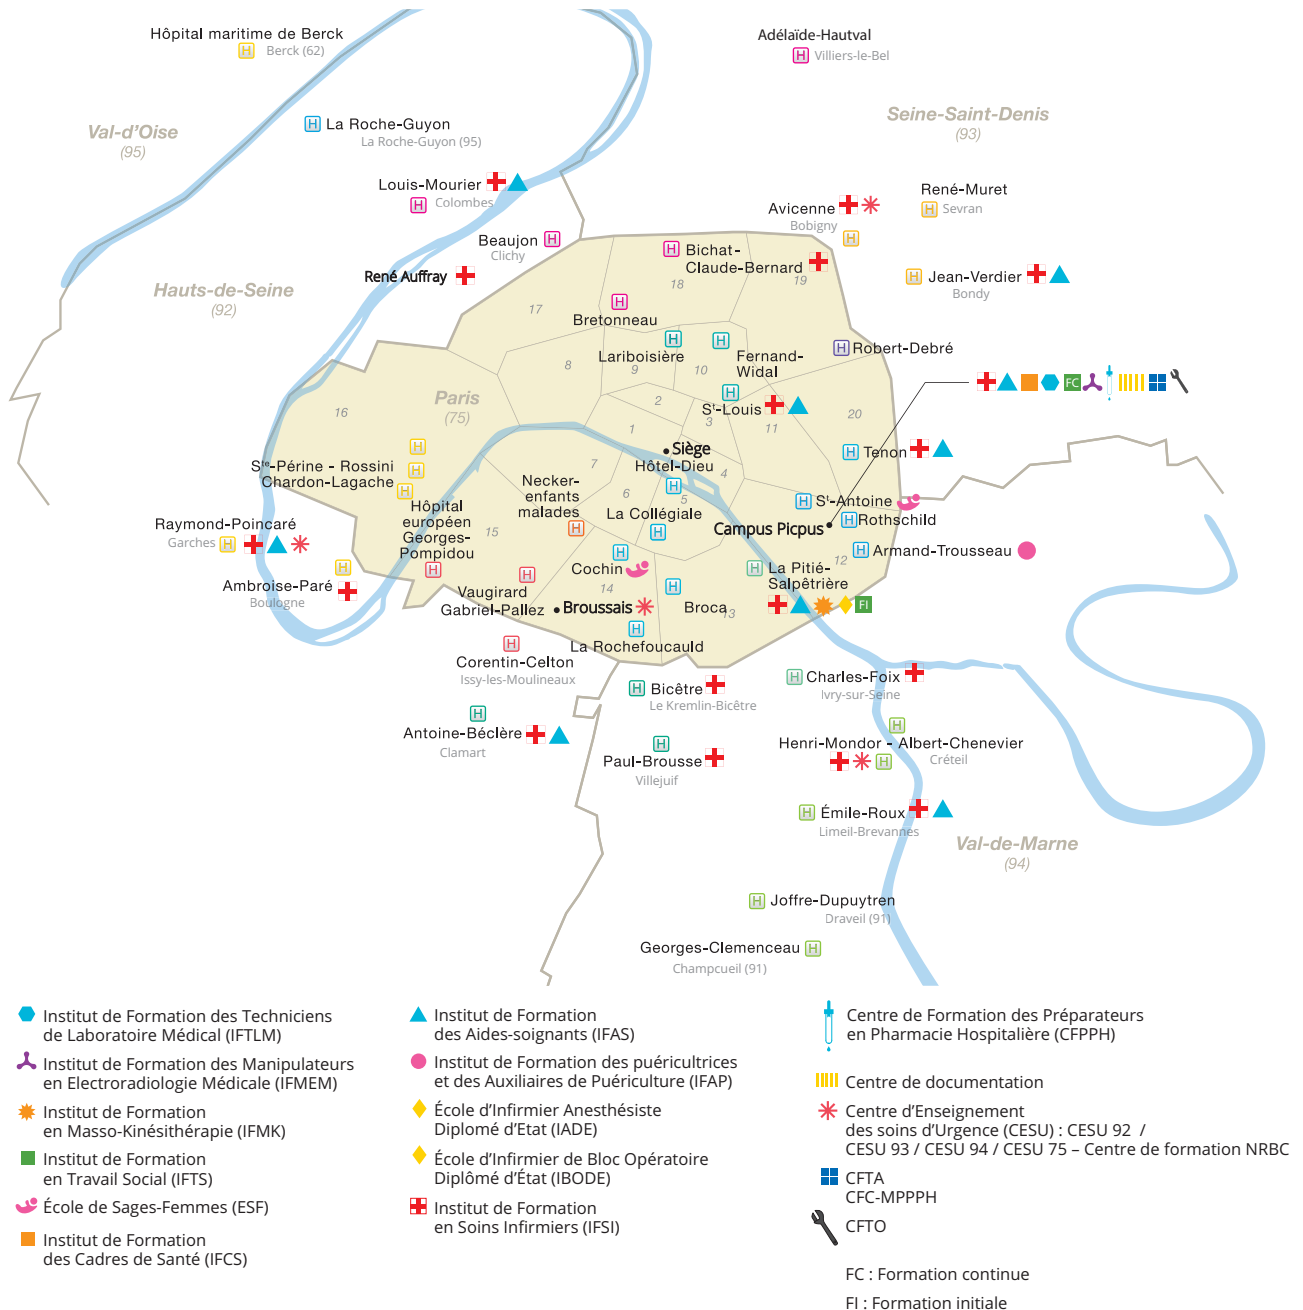 Hôpital maritime de Berck
H Berck (62)
Adélaïde-Hautval
H Villiers-le-Bel
Val-d'Oise
(95)
H La Roche-Guyon
La Roche-Guyon (95)
Seine-Saint-Denis
(93)
Louis-Mourier
H Colombes
René-Muret
H Sevran
Avicenne
Bobigny
H
Beaujon H
Clichy
H Bichat-
Claude-Bernard
René Auffray
H Jean-Verdier
Bondy
Hauts-de-Seine
(92)
17
18
19
H
Bretonneau
H
Lariboisière
H
Fernand-
Widal
H Robert-Debré
8
9
10
FC
Paris
(75)
16
2
H
St-Louis
3
11
20
1
Siège
Hôtel-Dieu
H
H Tenon
H
Ste-Périne - Rossini
H
Chardon-Lagache
H
7
4
Necker-
enfants
malades
H
6
5
La Collégiale
H
H St-Antoine
H Rothschild
Campus Picpus
Hôpital
européen
Georges-
Pompidou
H
15
Raymond-Poincaré
Garches H
H Armand-Trousseau
12
H
Cochin
H
Ambroise-Paré
Boulogne
H La Pitié-
Salpêtrière
FI
H
Vaugirard
Gabriel-Pallez
14
Broussais
H
Broca
13
H
La Rochefoucauld
H
Corentin-Celton
Issy-les-Moulineaux
H Charles-Foix
Ivry-sur-Seine
H Bicêtre
Le Kremlin-Bicêtre
H
Antoine-Béclère
Clamart
H
Paul-Brousse
Villejuif
H
Henri-Mondor - Albert-Chenevier
H Créteil
H Émile-Roux
Limeil-Brevannes
Val-de-Marne
(94)
H Joffre-Dupuytren
Draveil (91)
Georges-Clemenceau H
Champcueil (91)
Institut de Formation des Techniciens
de Laboratoire Médical (IFTLM)
Institut de Formation des Manipulateurs
en Electroradiologie Médicale (IFMEM)
Institut de Formation
en Masso-Kinésithérapie (IFMK)
Institut de Formation
en Travail Social (IFTS)
École de Sages-Femmes (ESF)
Institut de Formation
des Cadres de Santé (IFCS)
Institut de Formation
des Aides-soignants (IFAS)
Institut de Formation des puéricultrices
et des Auxiliaires de Puériculture (IFAP)
École d'Infirmier Anesthésiste
Diplomé d'Etat (IADE)
École d'Infirmier de Bloc Opératoire
Diplômé d'État (IBODE)
Institut de Formation
en Soins Infirmiers (IFSI)
Centre de Formation des Préparateurs
en Pharmacie Hospitalière (CFPPH)
Centre de documentation
Centre d'Enseignement
des soins d'Urgence (CESU) : CESU 92 /
CESU 93 / CESU 94 / CESU 75 – Centre de formation NRBC
CFTA
CFC-MPPPH
CFTO
FC : Formation continue
FI : Formation initiale